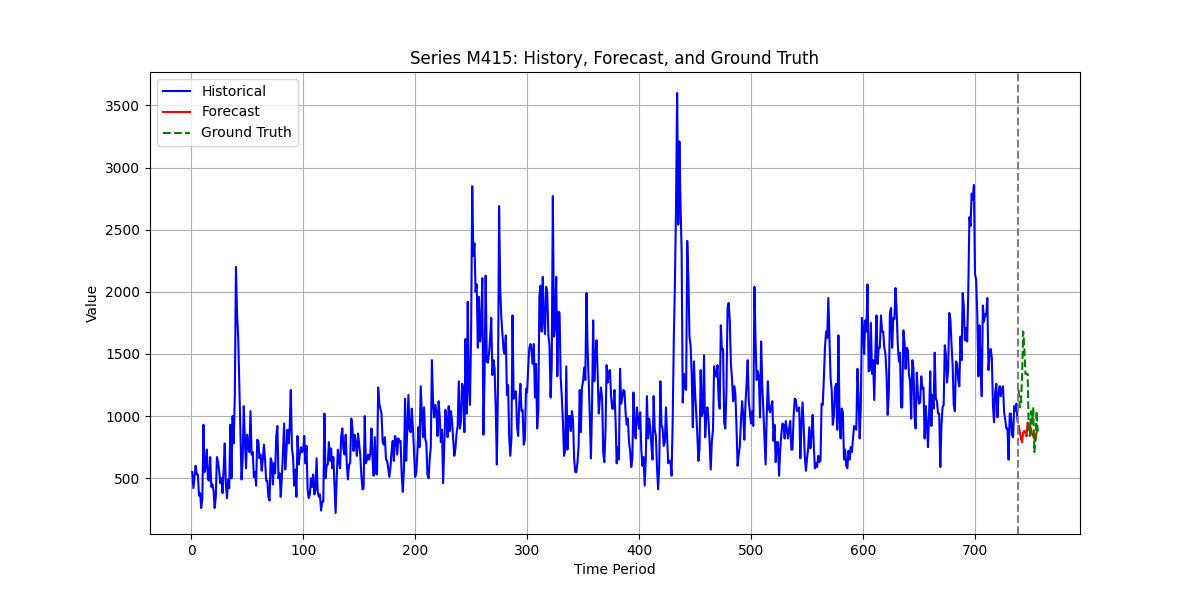 Series M415: History, Forecast, and Ground Truth
Historical
Forecast
Ground Truth
3500
3000
2500
2000
1500
1000
500
Value
0 100 200 300 400 500 600 700
Time Period